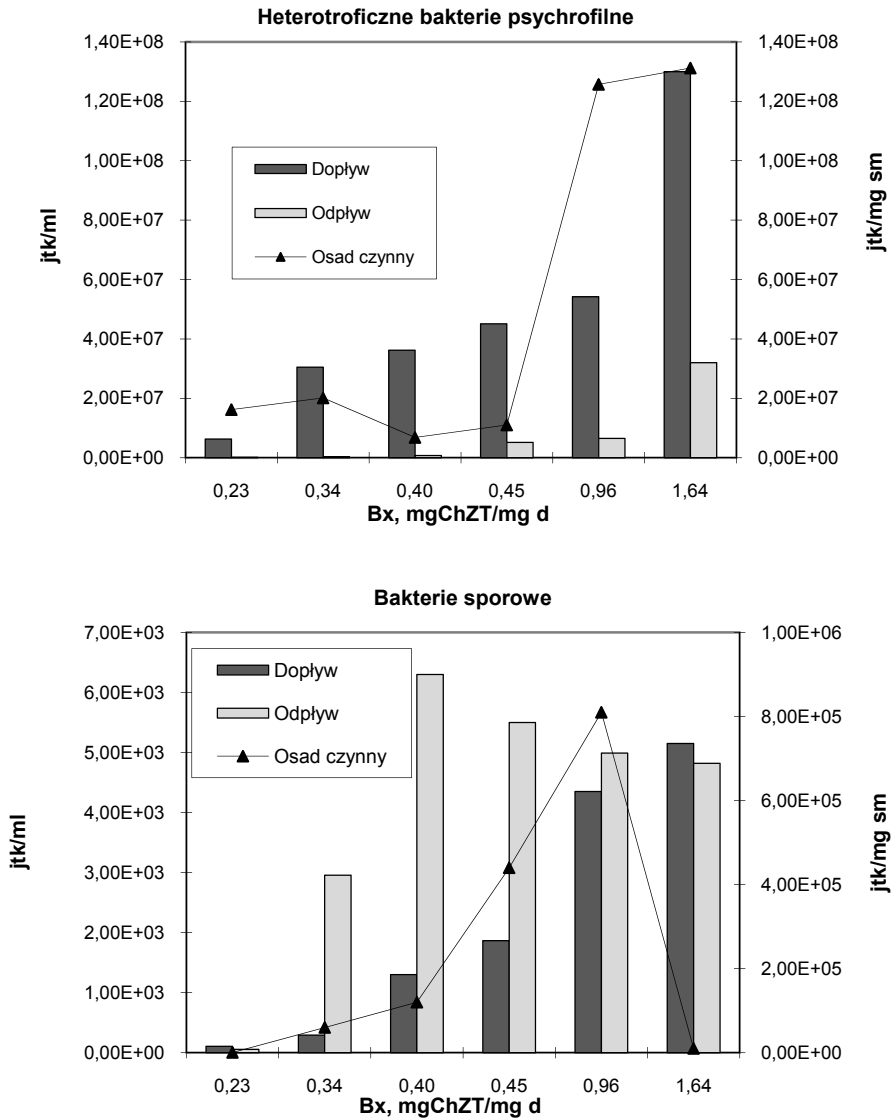 Heterotroficzne bakterie psychrofilne
1,40E+08
1,20E+08
1,00E+08
8,00E+07
6,00E+07
4,00E+07
2,00E+07
0,00E+00
jtk/ml
Dopływ
Odpływ
Osad czynny
1,40E+08
1,20E+08
1,00E+08
8,00E+07
6,00E+07
4,00E+07
2,00E+07
0,00E+00
jtk/mg sm
0,23 0,34 0,40 0,45 0,96 1,64
Bx, mgChZT/mg d
Bakterie sporowe
7,00E+03
6,00E+03
5,00E+03
4,00E+03
3,00E+03
2,00E+03
1,00E+03
0,00E+00
jtk/ml
Dopływ
Odpływ
Osad czynny
1,00E+06
8,00E+05
6,00E+05
4,00E+05
2,00E+05
0,00E+00
jtk/mg sm
0,23 0,34 0,40 0,45 0,96 1,64
Bx, mgChZT/mg d